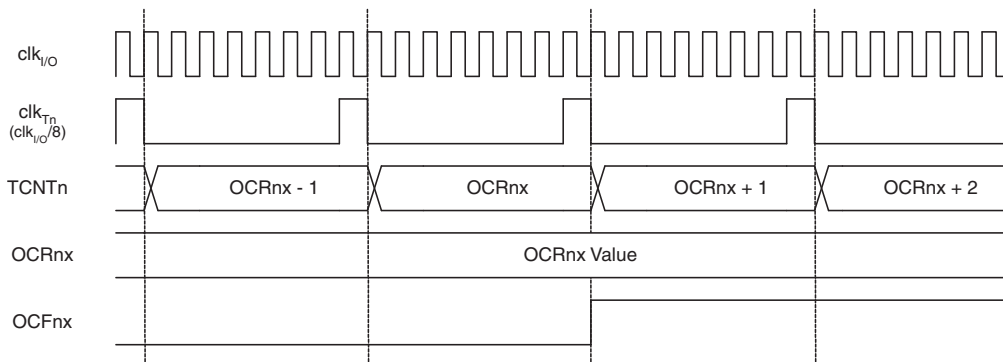 clkI/O
clkTn
(clkI/O/8)
TCNTn OCRnx - 1 OCRnx OCRnx + 1 OCRnx + 2
OCRnx OCRnx Value
OCFnx